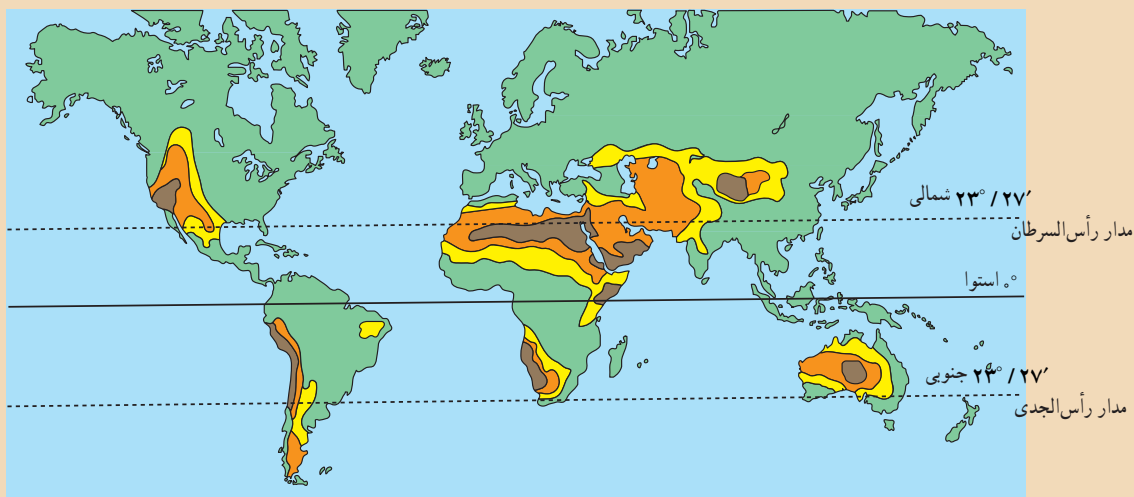 ۲۳° / ۲۷′ شمالی
مدار رأس‌السرطان
۰° استوا
۲۳° / ۲۷′ جنوبی
مدار رأس‌الجدی